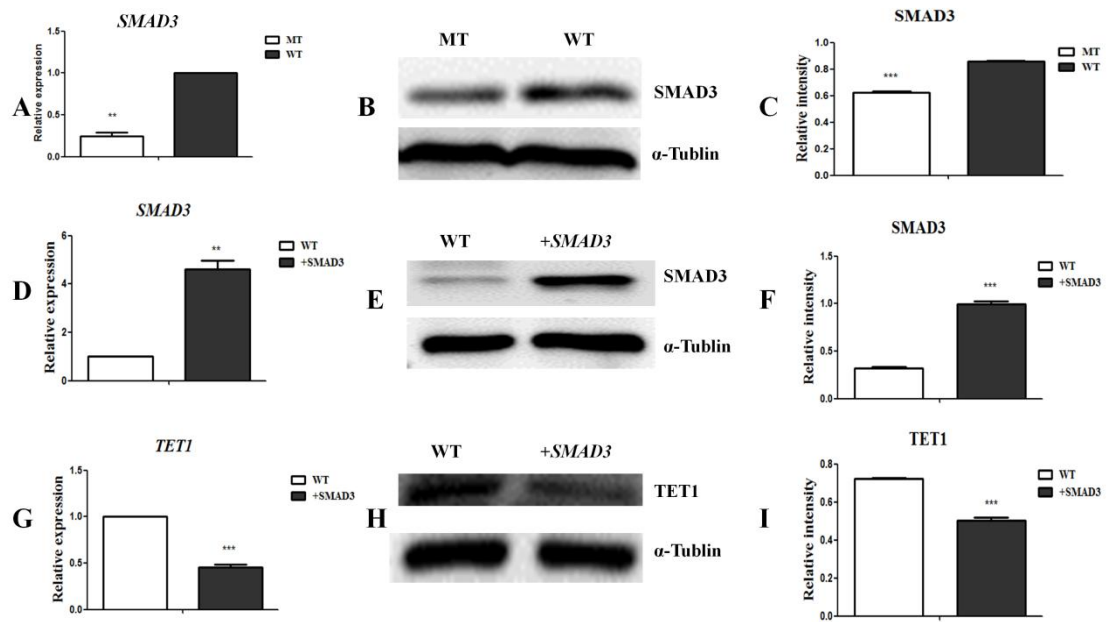 SMAD3
MT
WT
Relative expression
1.5
1.0
0.5
0.0
**
A
MT WT
SMAD3
α-Tublin
B
SMAD3
MT
WT
Relative intensity
1.0
0.8
0.6
0.4
0.2
0.0
***
C
SMAD3
WT
+SMAD3
Relative expression
6
4
2
0
**
D
WT +SMAD3
SMAD3
α-Tublin
E
SMAD3
WT
+SMAD3
Relative intensity
1.5
1.0
0.5
0.0
***
F
TET1
WT
+SMAD3
Relative expression
1.5
1.0
0.5
0.0
***
G
WT +SMAD3
TET1
α-Tublin
H
TET1
WT
+SMAD3
Relative intensity
0.8
0.6
0.4
0.2
0.0
***
I